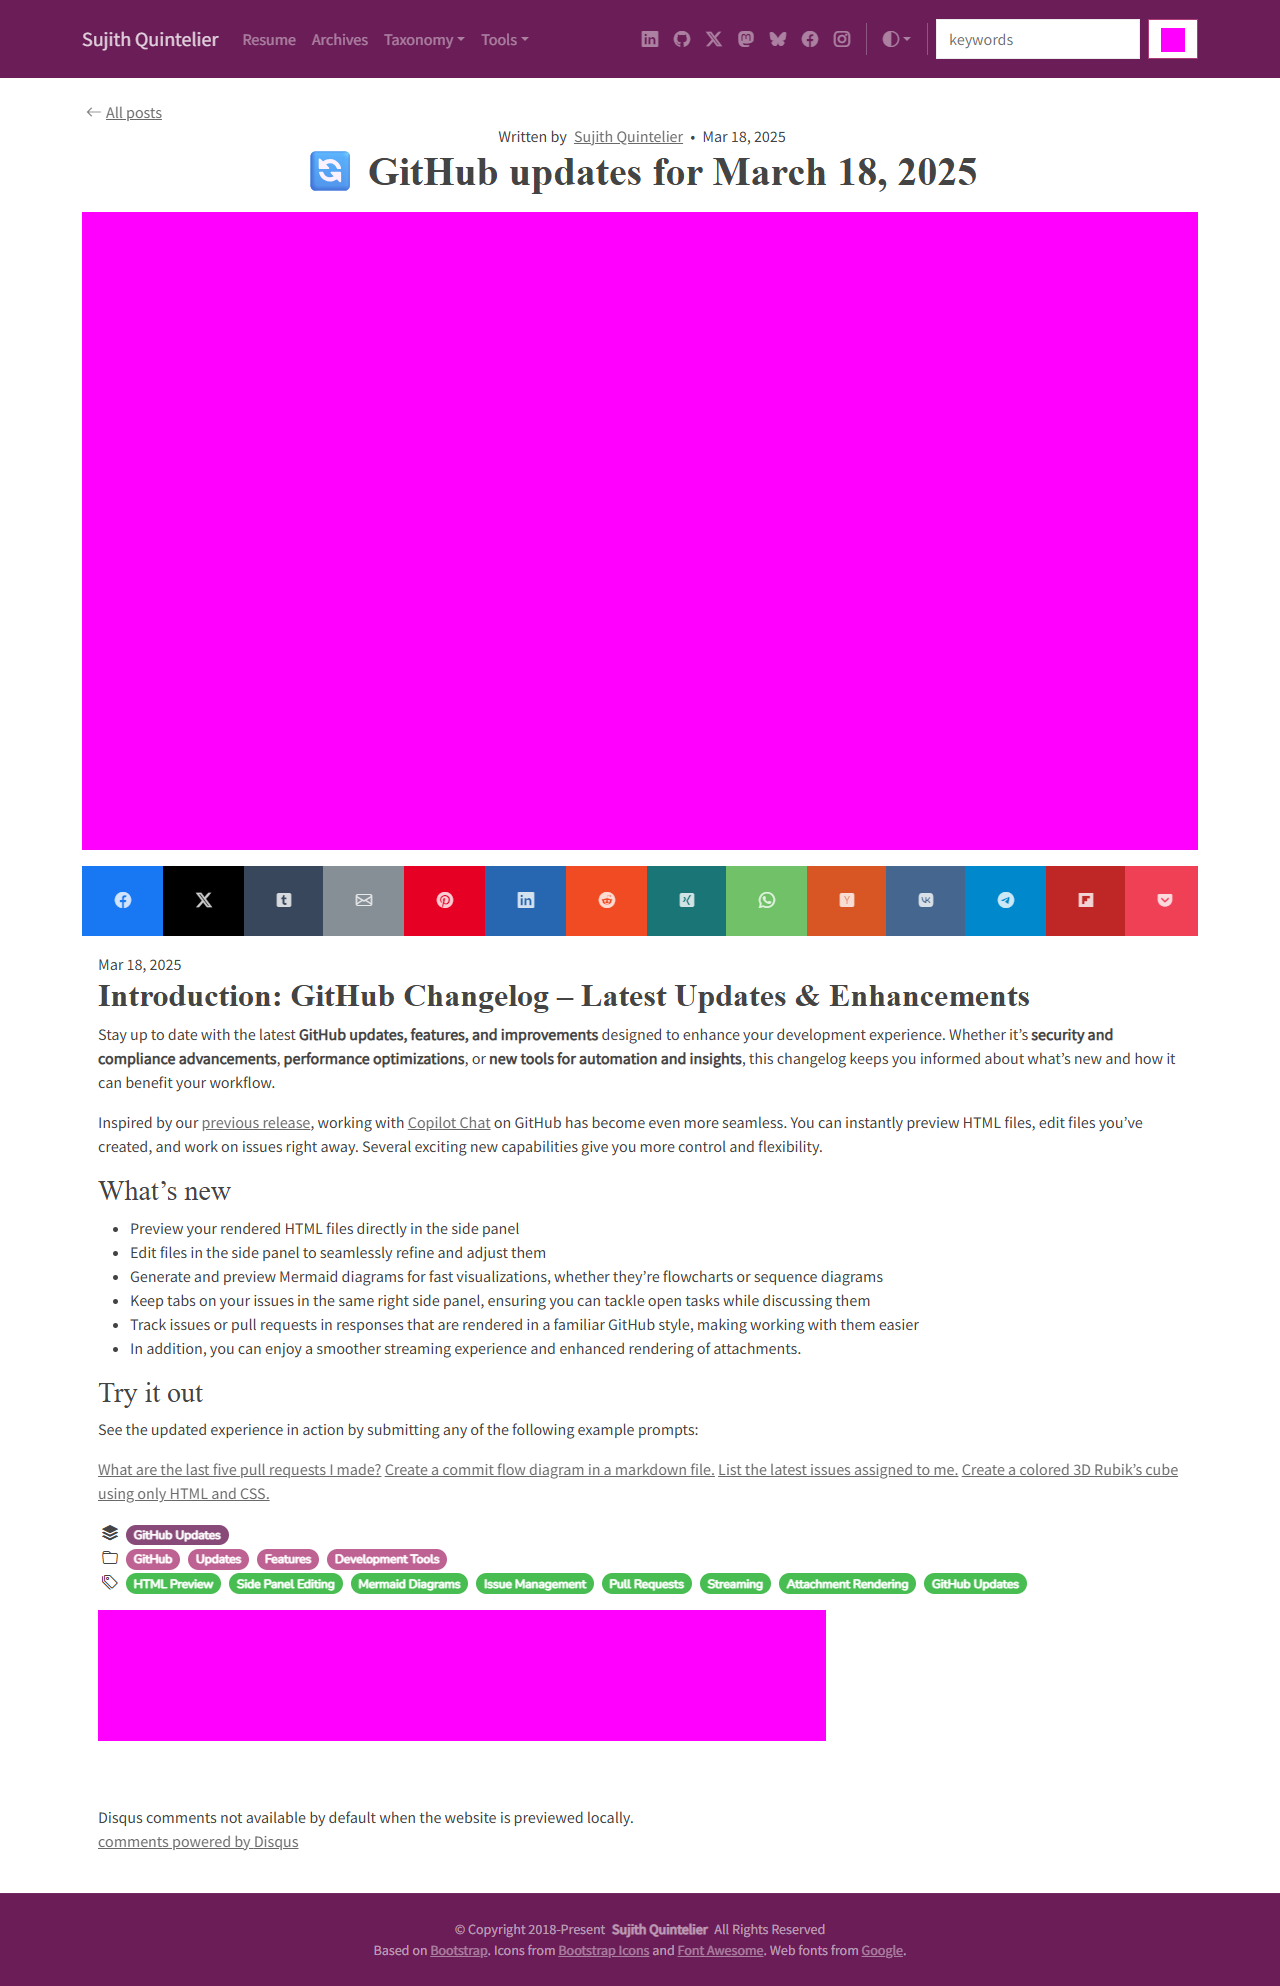 Sujith Quintelier Resume Archives Taxonomy Tools keywords
All posts
Written by Sujith Quintelier • Mar 18, 2025
🔄 GitHub updates for March 18, 2025
Mar 18, 2025
Introduction: GitHub Changelog – Latest Updates & Enhancements
Stay up to date with the latest GitHub updates, features, and improvements designed to enhance your development experience. Whether it’s security and
compliance advancements, performance optimizations, or new tools for automation and insights, this changelog keeps you informed about what’s new and how it
can benefit your workflow.
Inspired by our previous release, working with Copilot Chat on GitHub has become even more seamless. You can instantly preview HTML files, edit files you’ve
created, and work on issues right away. Several exciting new capabilities give you more control and flexibility.
What’s new
• Preview your rendered HTML files directly in the side panel
• Edit files in the side panel to seamlessly refine and adjust them
• Generate and preview Mermaid diagrams for fast visualizations, whether they’re flowcharts or sequence diagrams
• Keep tabs on your issues in the same right side panel, ensuring you can tackle open tasks while discussing them
• Track issues or pull requests in responses that are rendered in a familiar GitHub style, making working with them easier
• In addition, you can enjoy a smoother streaming experience and enhanced rendering of attachments.
Try it out
See the updated experience in action by submitting any of the following example prompts:
What are the last five pull requests I made? Create a commit flow diagram in a markdown file. List the latest issues assigned to me. Create a colored 3D Rubik’s cube
using only HTML and CSS.
GitHub Updates
GitHub Updates Features Development Tools
HTML Preview Side Panel Editing Mermaid Diagrams Issue Management Pull Requests Streaming Attachment Rendering GitHub Updates
Disqus comments not available by default when the website is previewed locally.
comments powered by Disqus
© Copyright 2018-Present Sujith Quintelier All Rights Reserved
Based on Bootstrap. Icons from Bootstrap Icons and Font Awesome. Web fonts from Google.